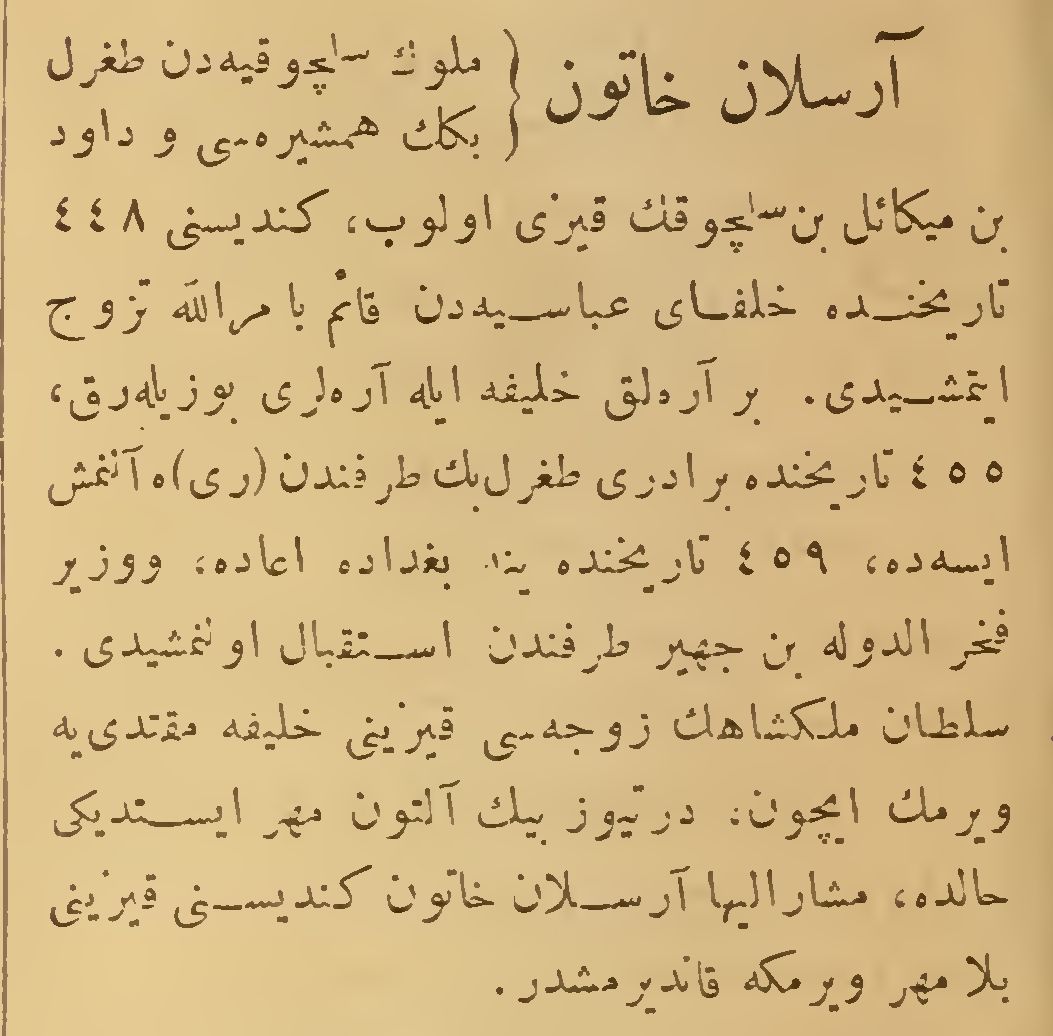 آرسلان خاتون { ملوك سلچوقیه‌دن طغرل
بكك همشیره‌سی و داود
بن میكائل بن سلچوقك قیزی اولوب، كندیسنی ٤٤٨
تاریخنده خلفای عباسیه‌دن قائم بامرالله تزوج
ایتمشیدی. بر آره‌لق خلیفه ایله آره‌لری بوزیله‌رق،
٤٥٥ تاریخنده برادری طغرل‌بك طرفندن (ری)ه آلنمش
ایسه‌ده، ٤٥٩ تاریخنده ینه بغداده اعاده، ووزیر
فخر الدوله بن جهیر طرفندن استقبال اولنمشیدی.
سلطان ملكشاهك زوجه‌سی قیزینی خلیفه مقتدی‌یه
ویرمك ایچون، درتیوز بیك آلتون مهر ایستدیكی
حالده، مشارالیها آرسلان خاتون كندیسنی قیزینی
بلا مهر ویرمكه قاندیرمشدر.